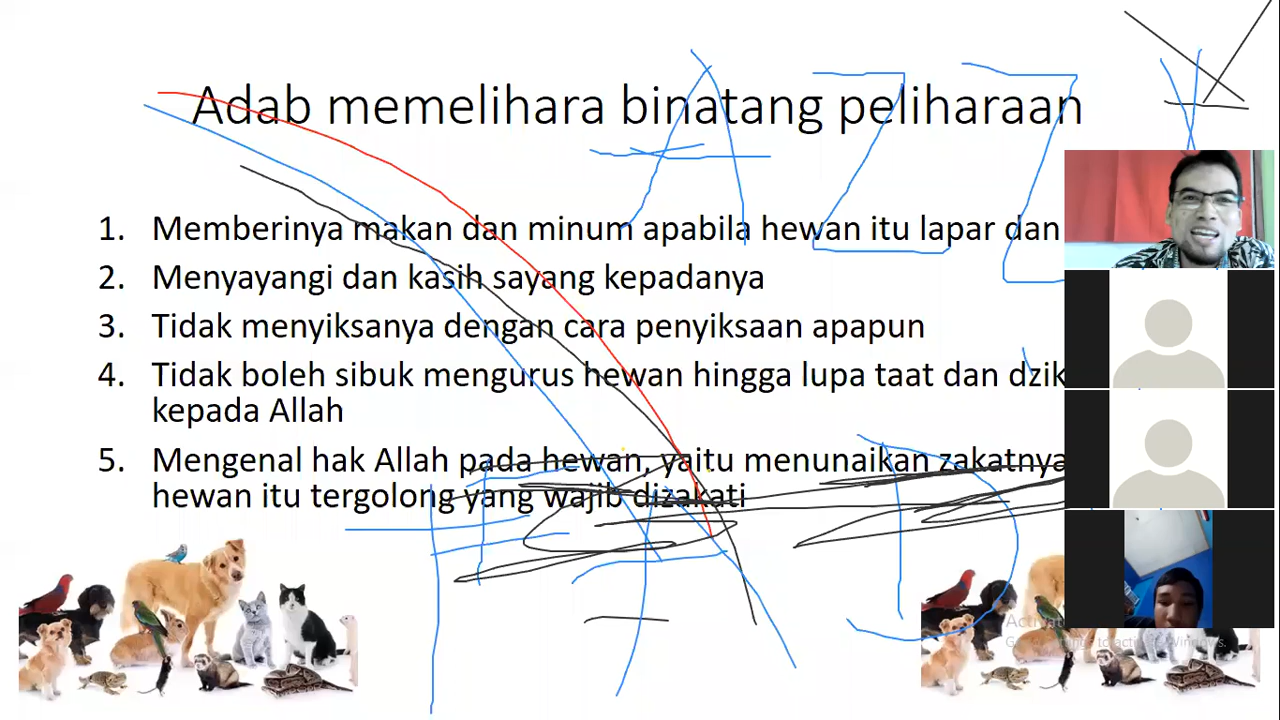 Adab memelihara binatang peliharaan
1. Memberinya makan dan minum apabila hewan itu lapar dan
2. Menyayangi dan kasih sayang kepadanya
3. Tidak menyiksanya dengan cara penyiksaan apapun
4. Tidak boleh sibuk mengurus hewan hingga lupa taat dan dzik
kepada Allah
5. Mengenal hak Allah pada hewan, yaitu menunaikan zakatnya
hewan itu tergolong yang wajib dizakati
AZZ